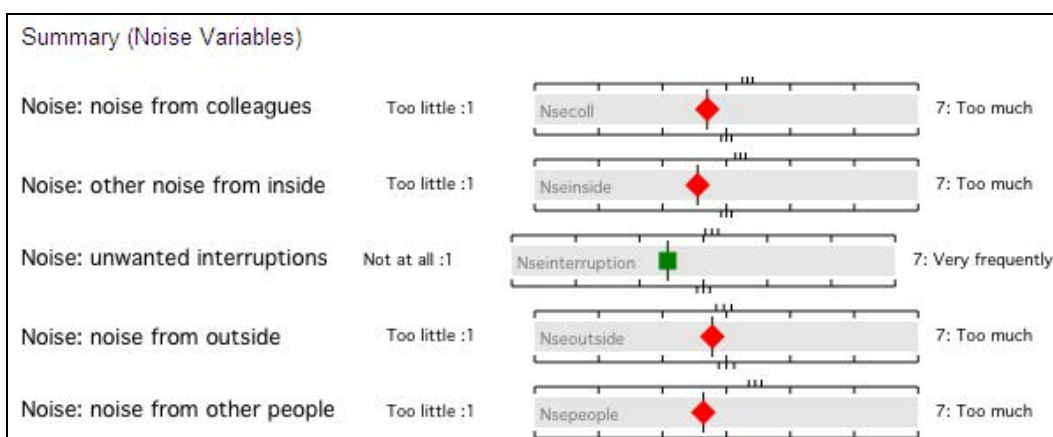 Summary (Noise Variables)
Noise: noise from colleagues Too little :1 Nsecoll 7: Too much
Noise: other noise from inside Too little :1 Nseinside 7: Too much
Noise: unwanted interruptions Not at all :1 Nseinterruption 7: Very frequently
Noise: noise from outside Too little :1 Nseoutside 7: Too much
Noise: noise from other people Too little :1 Nsepeople 7: Too much